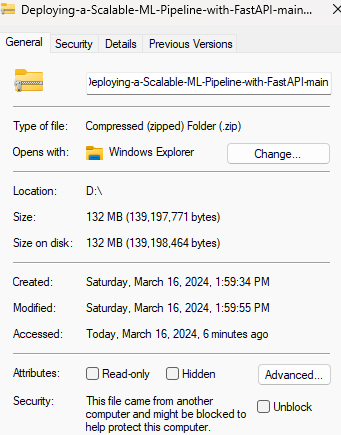 Deploying-a-Scalable-ML-Pipeline-with-FastAPI-main...
General Security Details Previous Versions
)eploying-a-Scalable-ML-Pipeline-with-FastAPI-main
Type of file: Compressed (zipped) Folder (.zip)
Opens with: Windows Explorer Change...
Location: D:\
Size: 132 MB (139,197,771 bytes)
Size on disk: 132 MB (139,198,464 bytes)
Created: Saturday, March 16, 2024, 1:59:34 PM
Modified: Saturday, March 16, 2024, 1:59:55 PM
Accessed: Today, March 16, 2024, 6 minutes ago
Attributes: Read-only Hidden Advanced...
Security: This file came from another
computer and might be blocked to
help protect this computer.
Unblock